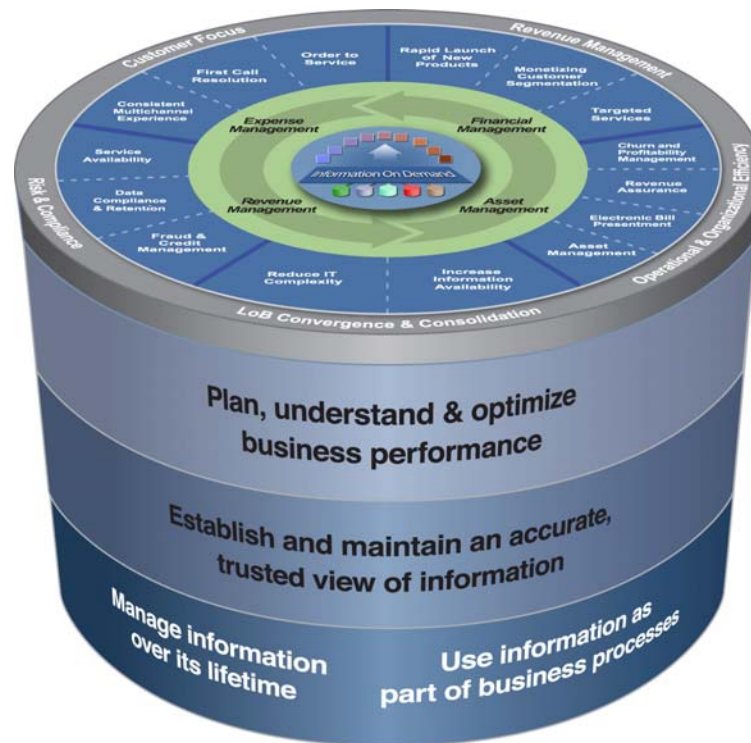 Customer Focus
Revenue Management
Order to
Service
Rapid Launch
of New
Products
First Call
Resolution
Monetizing
Customer
Segmentation
Consistent
Multichannel
Experience
Targeted
Services
Expense
Management
Financial
Management
Service
Availability
Churn and
Profitability
Management
Information On Demand
Data
Compliance
& Retention
Revenue
Assurance
Revenue
Management
Asset
Management
Risk & Compliance
Electronic Bill
Presentment
Operational & Organizational Efficiency
Fraud &
Credit
Management
Asset
Management
Reduce IT
Complexity
Increase
Information
Availability
LoB Convergence & Consolidation
Plan, understand & optimize
business performance
Establish and maintain an accurate,
trusted view of information
Manage information
over its lifetime
Use information as
part of business processes